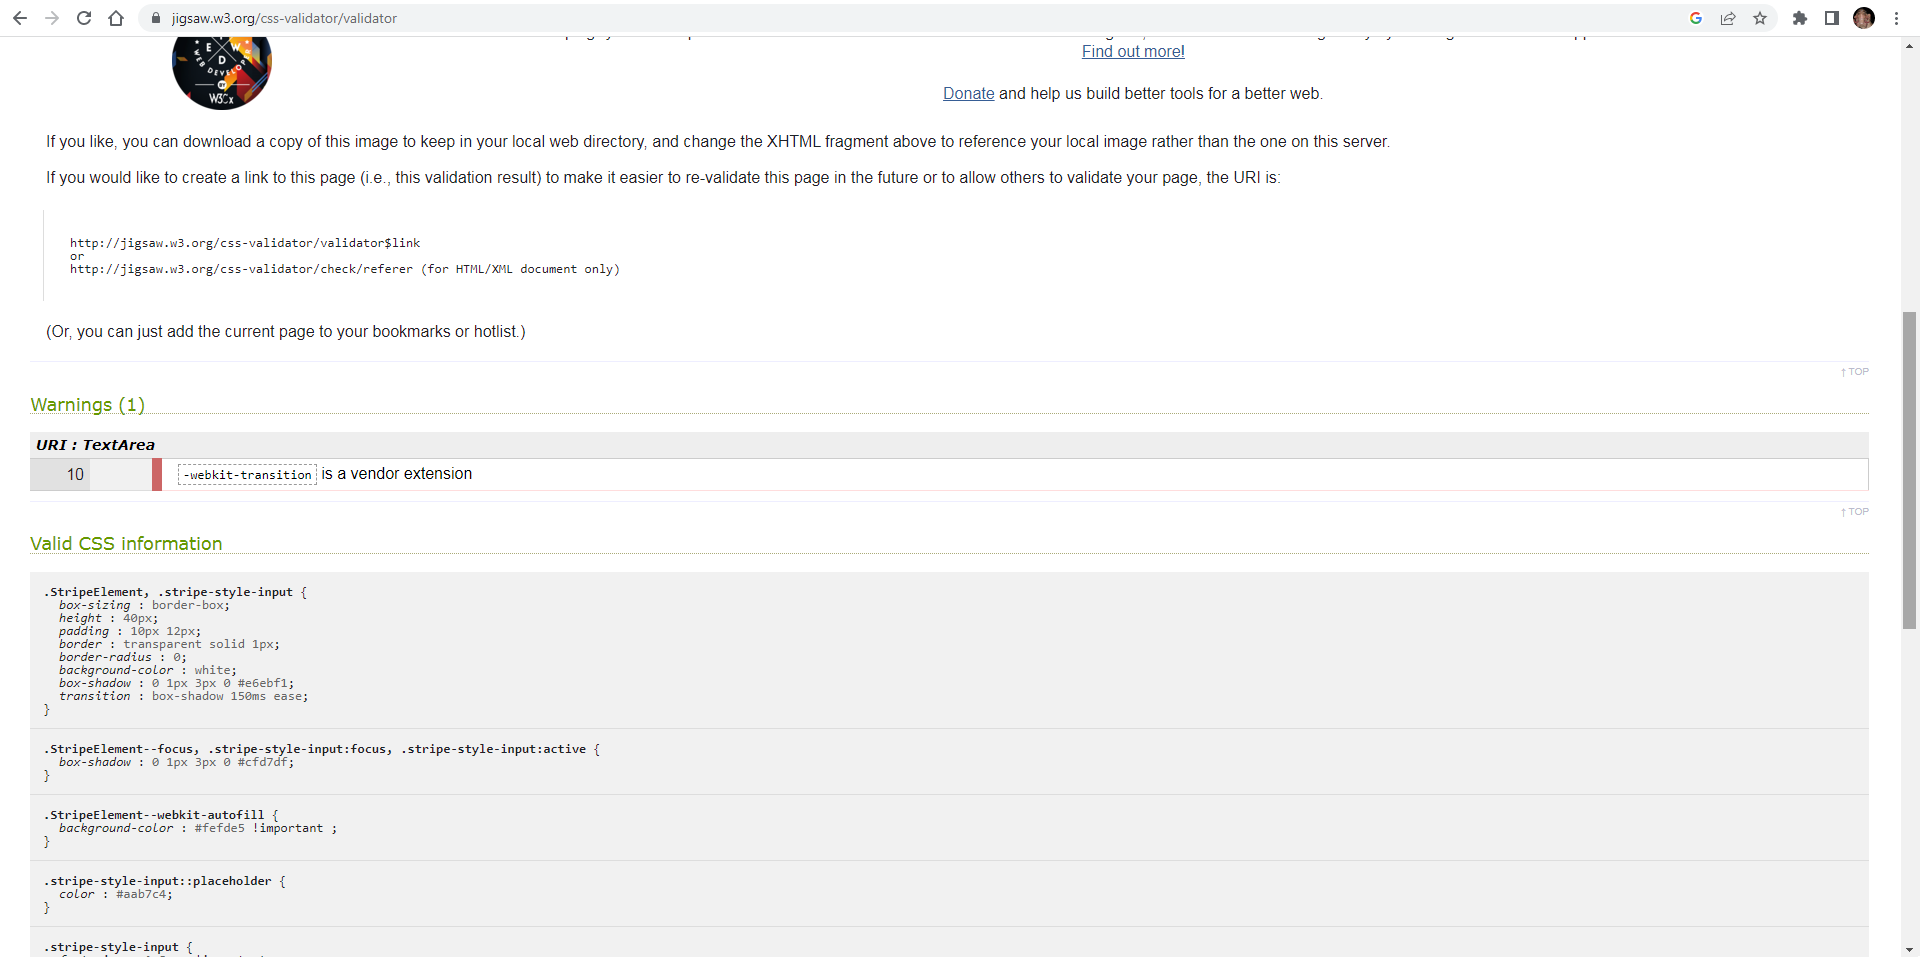 jigsaw.w3.org/css-validator/validator
E W
D
WEB DEVELOP
BY
W3Cx
Find out more!
Donate and help us build better tools for a better web.
If you like, you can download a copy of this image to keep in your local web directory, and change the XHTML fragment above to reference your local image rather than the one on this server.
If you would like to create a link to this page (i.e., this validation result) to make it easier to re-validate this page in the future or to allow others to validate your page, the URI is:
http://jigsaw.w3.org/css-validator/validator$link
or
http://jigsaw.w3.org/css-validator/check/referer (for HTML/XML document only)
(Or, you can just add the current page to your bookmarks or hotlist.)
↑ TOP
Warnings (1)
URI : TextArea
10 -webkit-transition is a vendor extension
↑ TOP
Valid CSS information
.StripeElement, .stripe-style-input {
box-sizing : border-box;
height : 40px;
padding : 10px 12px;
border : transparent solid 1px;
border-radius : 0;
background-color : white;
box-shadow : 0 1px 3px 0 #e6ebf1;
transition : box-shadow 150ms ease;
}
.StripeElement--focus, .stripe-style-input:focus, .stripe-style-input:active {
box-shadow : 0 1px 3px 0 #cfd7df;
}
.StripeElement--webkit-autofill {
background-color : #fefde5 !important ;
}
.stripe-style-input::placeholder {
color : #aab7c4;
}
.stripe-style-input {